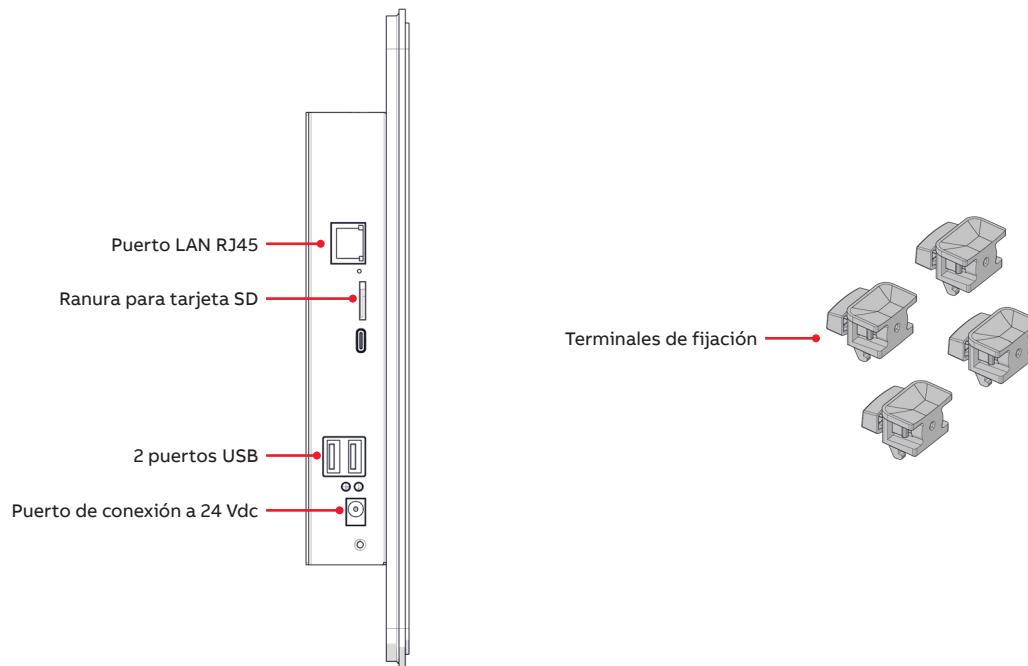 Puerto LAN RJ45
Ranura para tarjeta SD
Terminales de fijación
2 puertos USB
Puerto de conexión a 24 Vdc